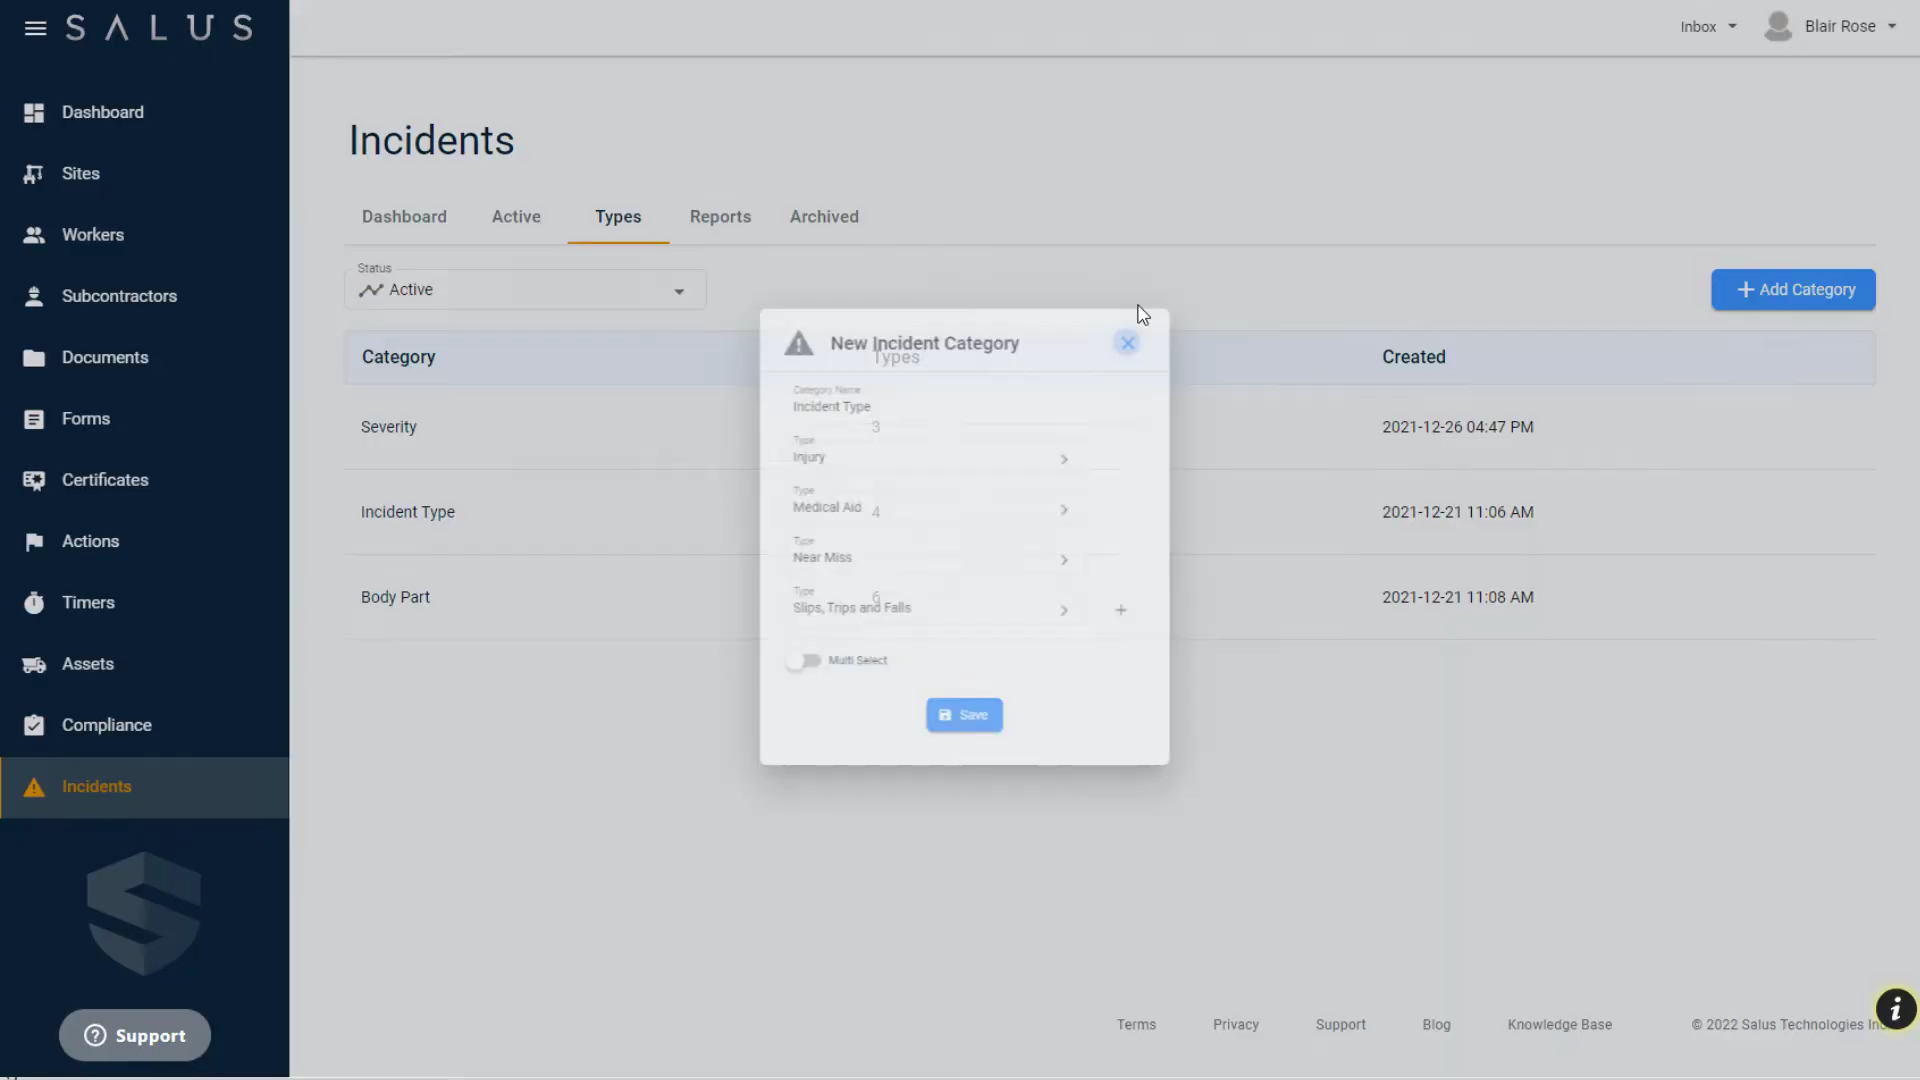 SALUS
Inbox
Blair Rose
Dashboard
Sites
Workers
Subcontractors
Documents
Forms
Certificates
Actions
Timers
Assets
Compliance
Incidents
Support
Incidents
Dashboard Active Types Reports Archived
Status
Active
+ Add Category
Category Types Created
Severity 3 2021-12-26 04:47 PM
Incident Type 4 2021-12-21 11:06 AM
Body Part 6 2021-12-21 11:08 AM
New Incident Category
Category Name
Incident Type
Type
Injury
Type
Medical Aid
Type
Near Miss
Type
Slips, Trips and Falls
Multi Select
Save
Terms Privacy Support Blog Knowledge Base © 2022 Salus Technologies Inc